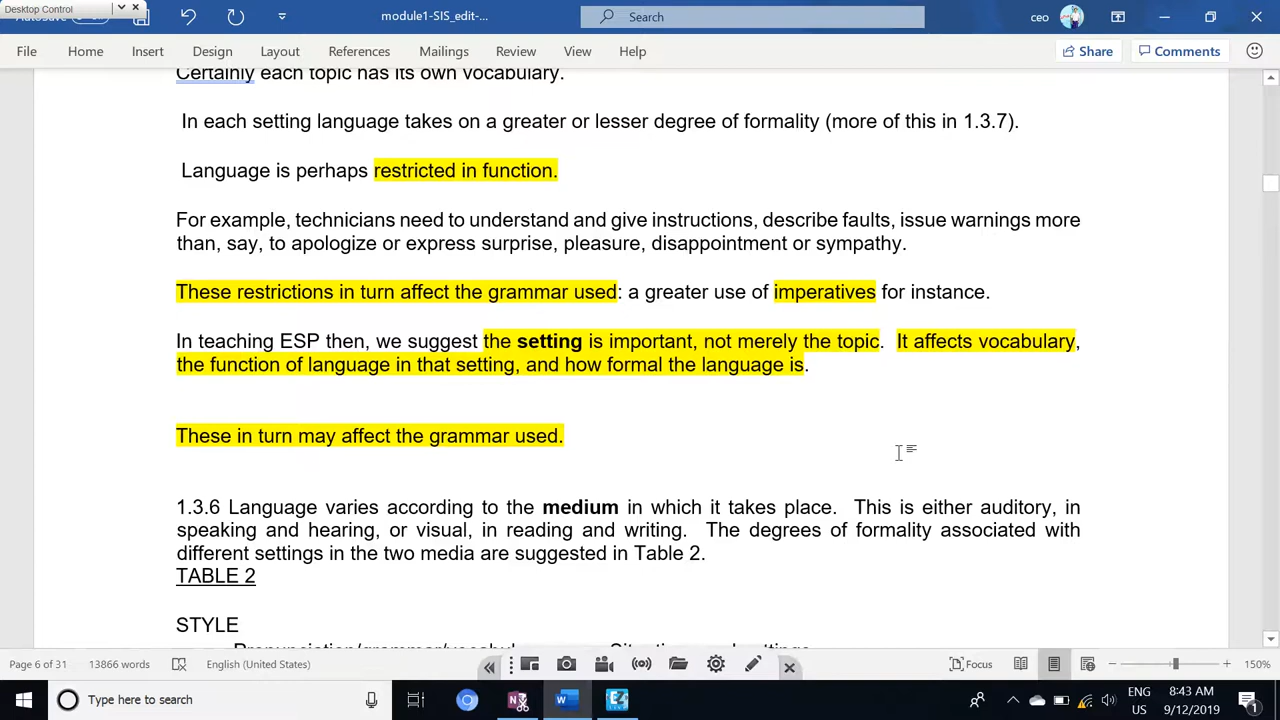 Desktop Control
AutoSave
module1-SIS_edit-...
Search
ceo
File Home Insert Design Layout References Mailings Review View Help
Share Comments
Certainly each topic has its own vocabulary.
In each setting language takes on a greater or lesser degree of formality (more of this in 1.3.7).
Language is perhaps restricted in function.
For example, technicians need to understand and give instructions, describe faults, issue warnings more
than, say, to apologize or express surprise, pleasure, disappointment or sympathy.
These restrictions in turn affect the grammar used: a greater use of imperatives for instance.
In teaching ESP then, we suggest the setting is important, not merely the topic. It affects vocabulary,
the function of language in that setting, and how formal the language is.
These in turn may affect the grammar used.
1.3.6 Language varies according to the medium in which it takes place. This is either auditory, in
speaking and hearing, or visual, in reading and writing. The degrees of formality associated with
different settings in the two media are suggested in Table 2.
TABLE 2
STYLE
Page 6 of 31 13866 words English (United States) Focus 150%
Type here to search
ENG 8:43 AM
US 9/12/2019
1